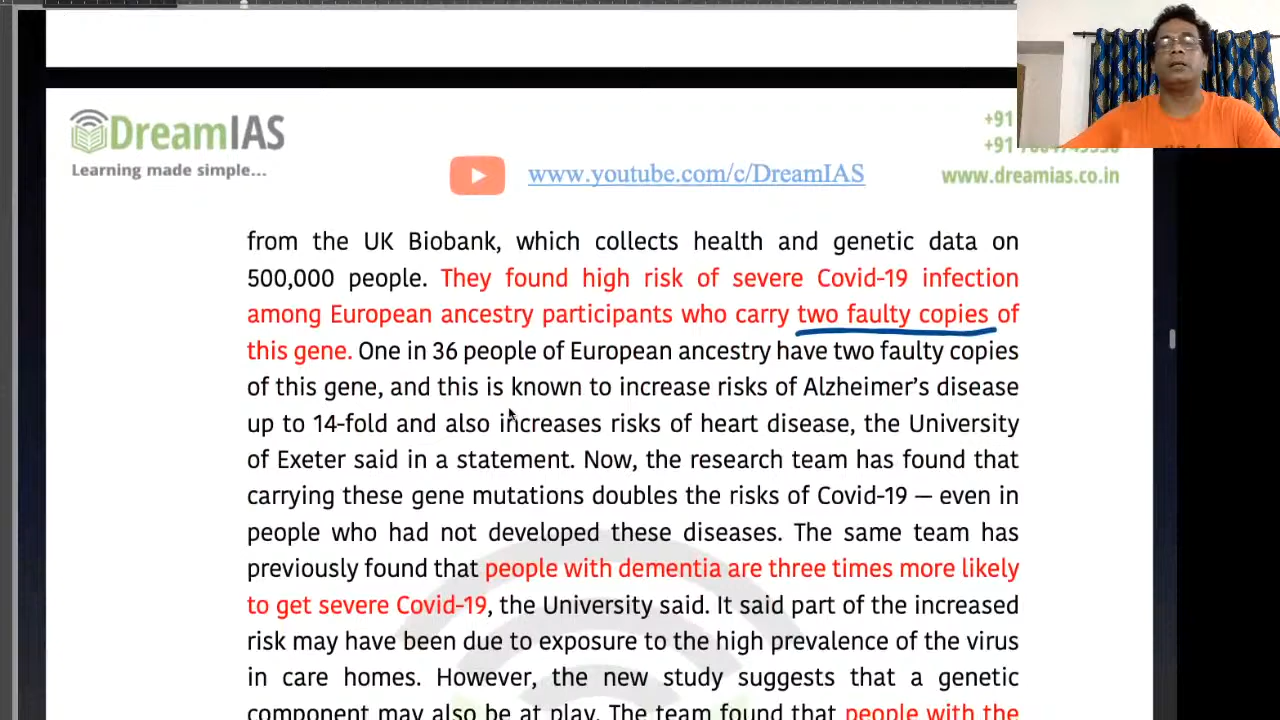 DreamIAS
Learning made simple...
+91
+91
www.youtube.com/c/DreamIAS
www.dreamias.co.in
from the UK Biobank, which collects health and genetic data on
500,000 people. They found high risk of severe Covid-19 infection
among European ancestry participants who carry two faulty copies of
this gene. One in 36 people of European ancestry have two faulty copies
of this gene, and this is known to increase risks of Alzheimer's disease
up to 14-fold and also increases risks of heart disease, the University
of Exeter said in a statement. Now, the research team has found that
carrying these gene mutations doubles the risks of Covid-19 — even in
people who had not developed these diseases. The same team has
previously found that people with dementia are three times more likely
to get severe Covid-19, the University said. It said part of the increased
risk may have been due to exposure to the high prevalence of the virus
in care homes. However, the new study suggests that a genetic
component may also be at play. The team found that people with the